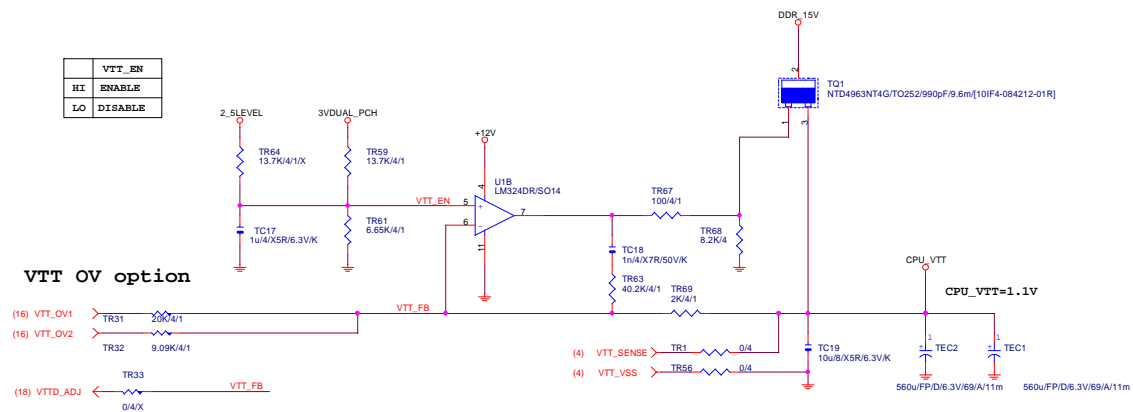 DDR_15V
VTT_EN
HI ENABLE
LO DISABLE
2
TQ1
NTD4963NT4G/TO252/990pF/9.6m/[10IF4-084212-01R]
1
3
2_5LEVEL
3VDUAL_PCH
+12V
TR64
13.7K/4/1/X
TR59
13.7K/4/1
4
U1B
LM324DR/SO14
VTT_EN
5
+
6
-
7
11
TR67
100/4/1
TC17
1u/4/X5R/6.3V/K
TR61
6.65K/4/1
TR68
8.2K/4
TC18
1n/4/X7R/50V/K
TR63
40.2K/4/1
TR69
2K/4/1
CPU_VTT
CPU_VTT=1.1V
VTT OV option
(16) VTT_OV1
TR31
20K/4/1
VTT_FB
(16) VTT_OV2
TR32
9.09K/4/1
(4) VTT_SENSE
TR1
0/4
(4) VTT_VSS
TR56
0/4
TC19
10u/8/X5R/6.3V/K
1
+
TEC2
560u/FP/D/6.3V/69/A/11m
1
+
TEC1
560u/FP/D/6.3V/69/A/11m
(18) VTTD_ADJ
TR33
0/4/X
VTT_FB